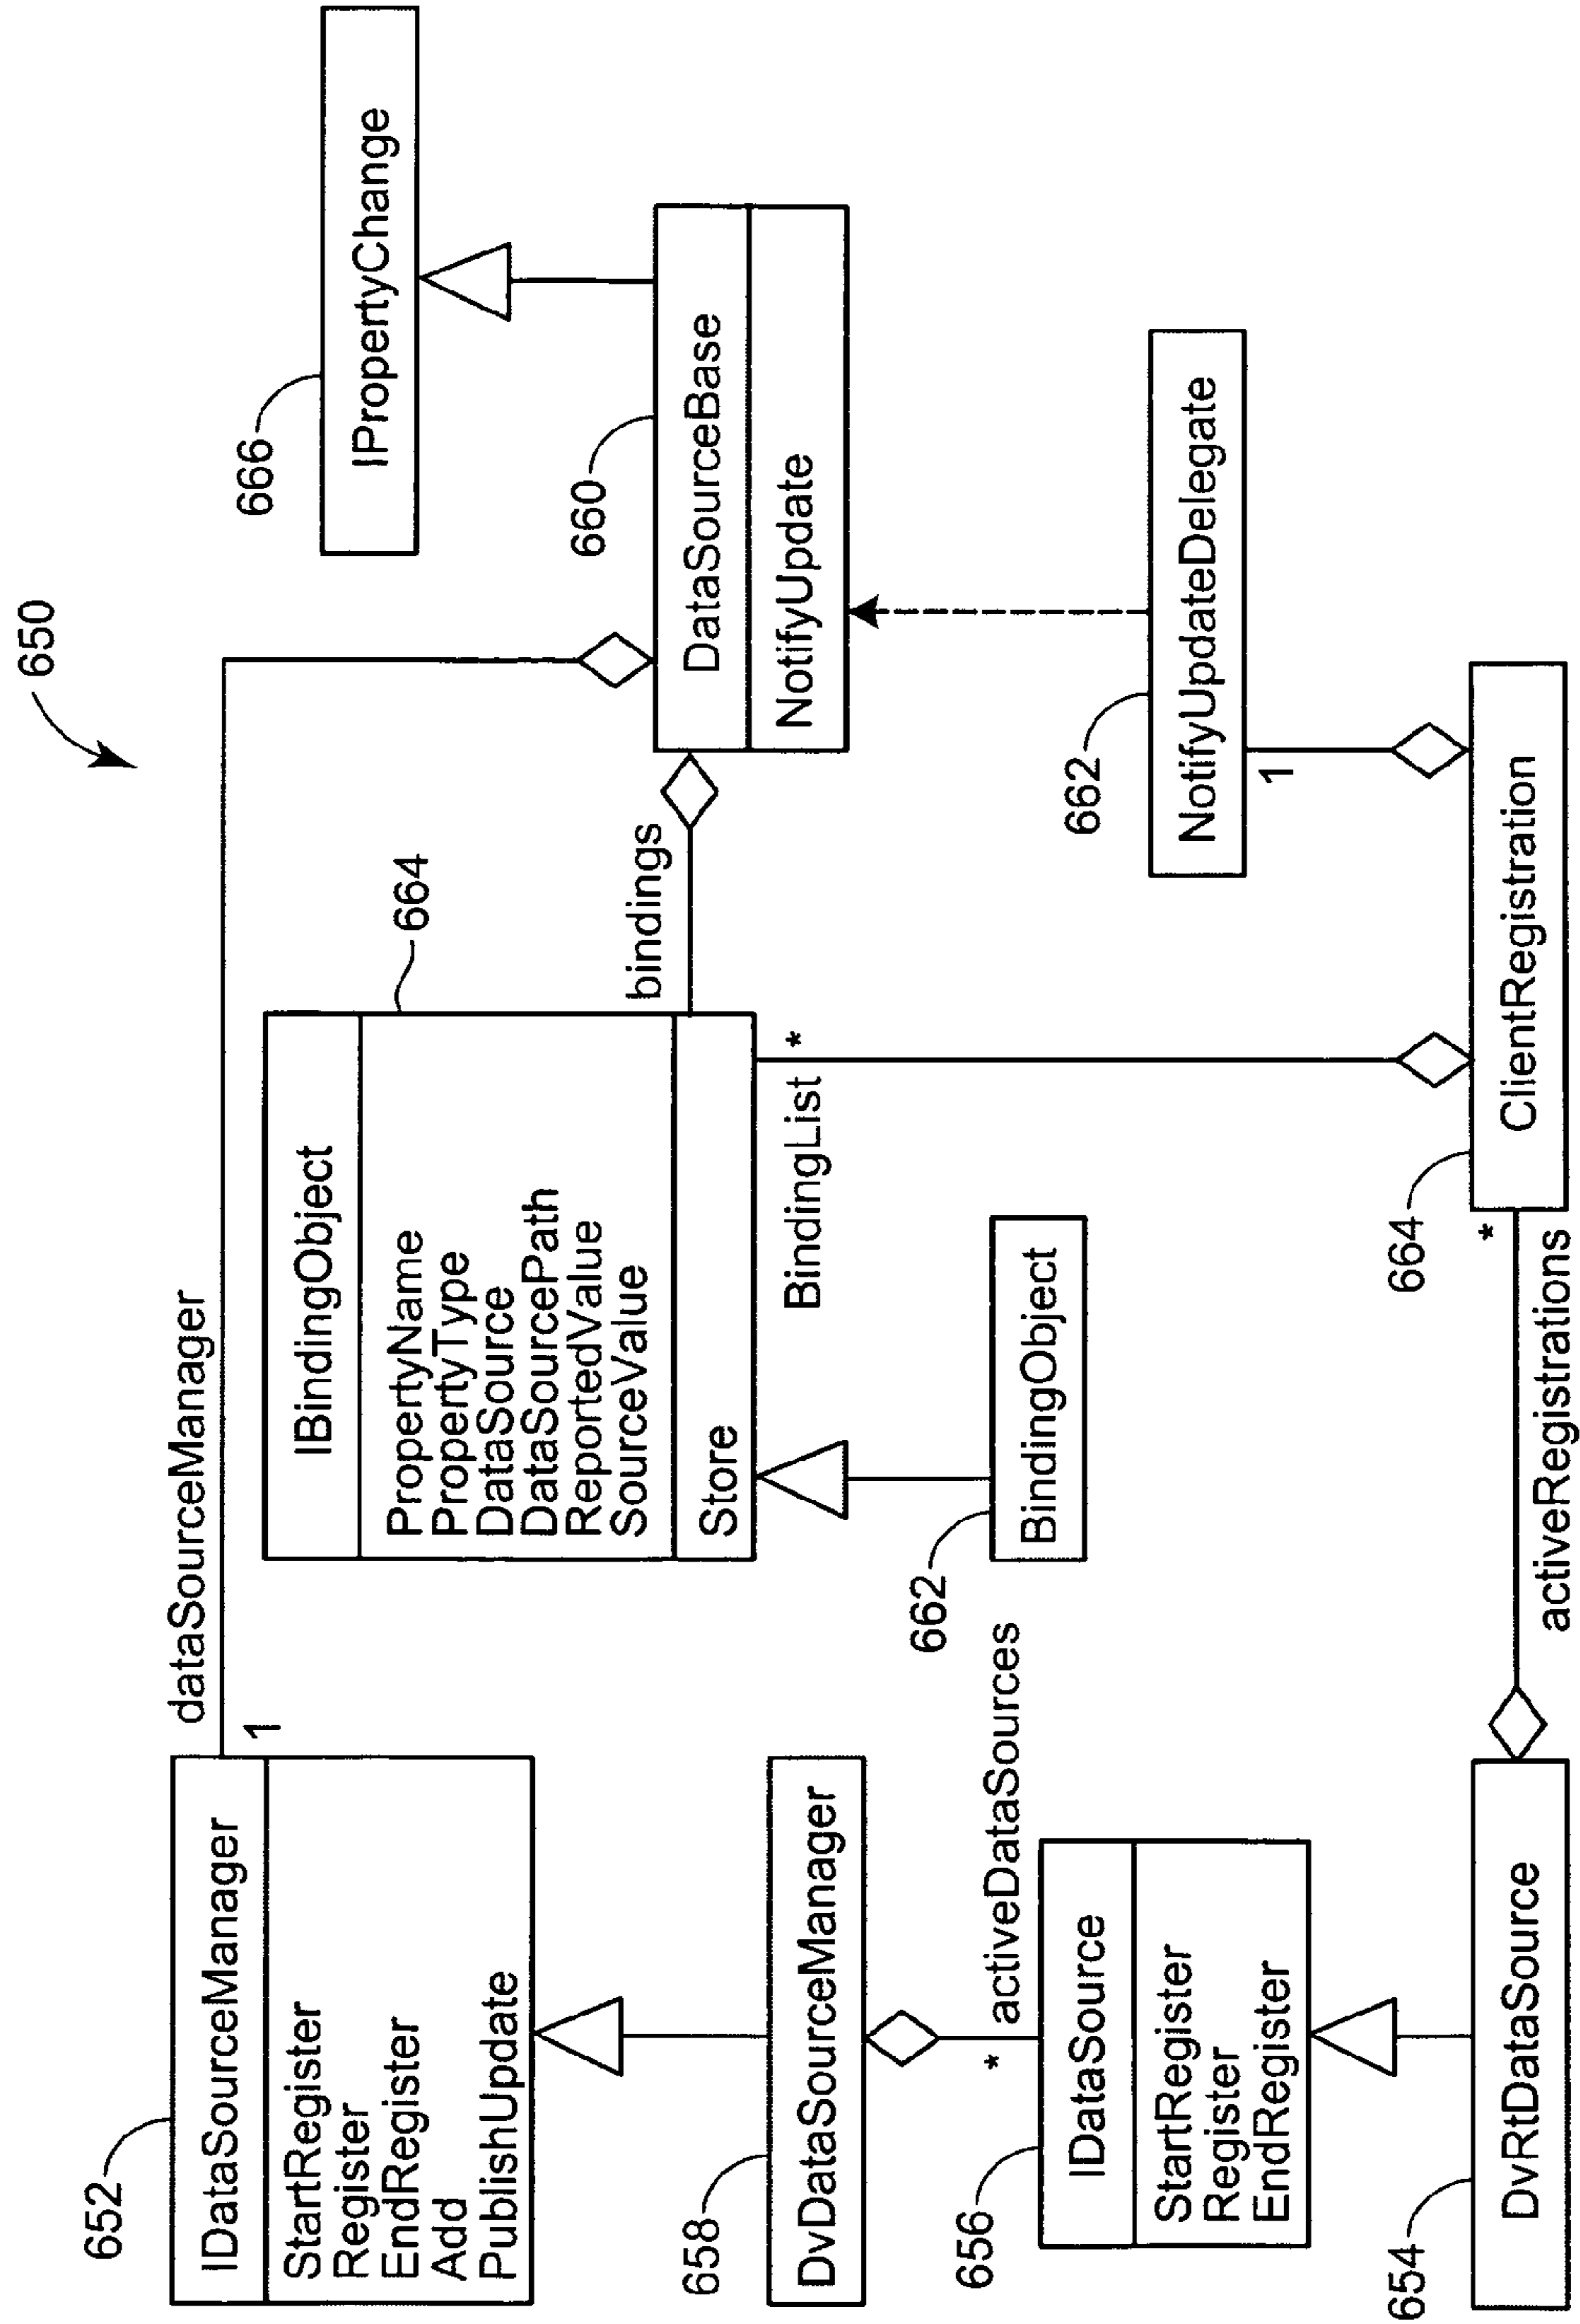 650
652
IDataSourceManager
StartRegister
Register
EndRegister
Add
PublishUpdate
1
dataSourceManager
658
DvDataSourceManager
*
activeDataSources
656
IDataSource
StartRegister
Register
EndRegister
654
DvRtDataSource
activeRegistrations
*
IBindingObject
664
PropertyName
PropertyType
DataSource
DataSourcePath
ReportedValue
SourceValue
Store
bindings
BindingList
*
662
BindingObject
666
IPropertyChange
660
DataSourceBase
NotifyUpdate
662
NotifyUpdateDelegate
1
664
ClientRegistration